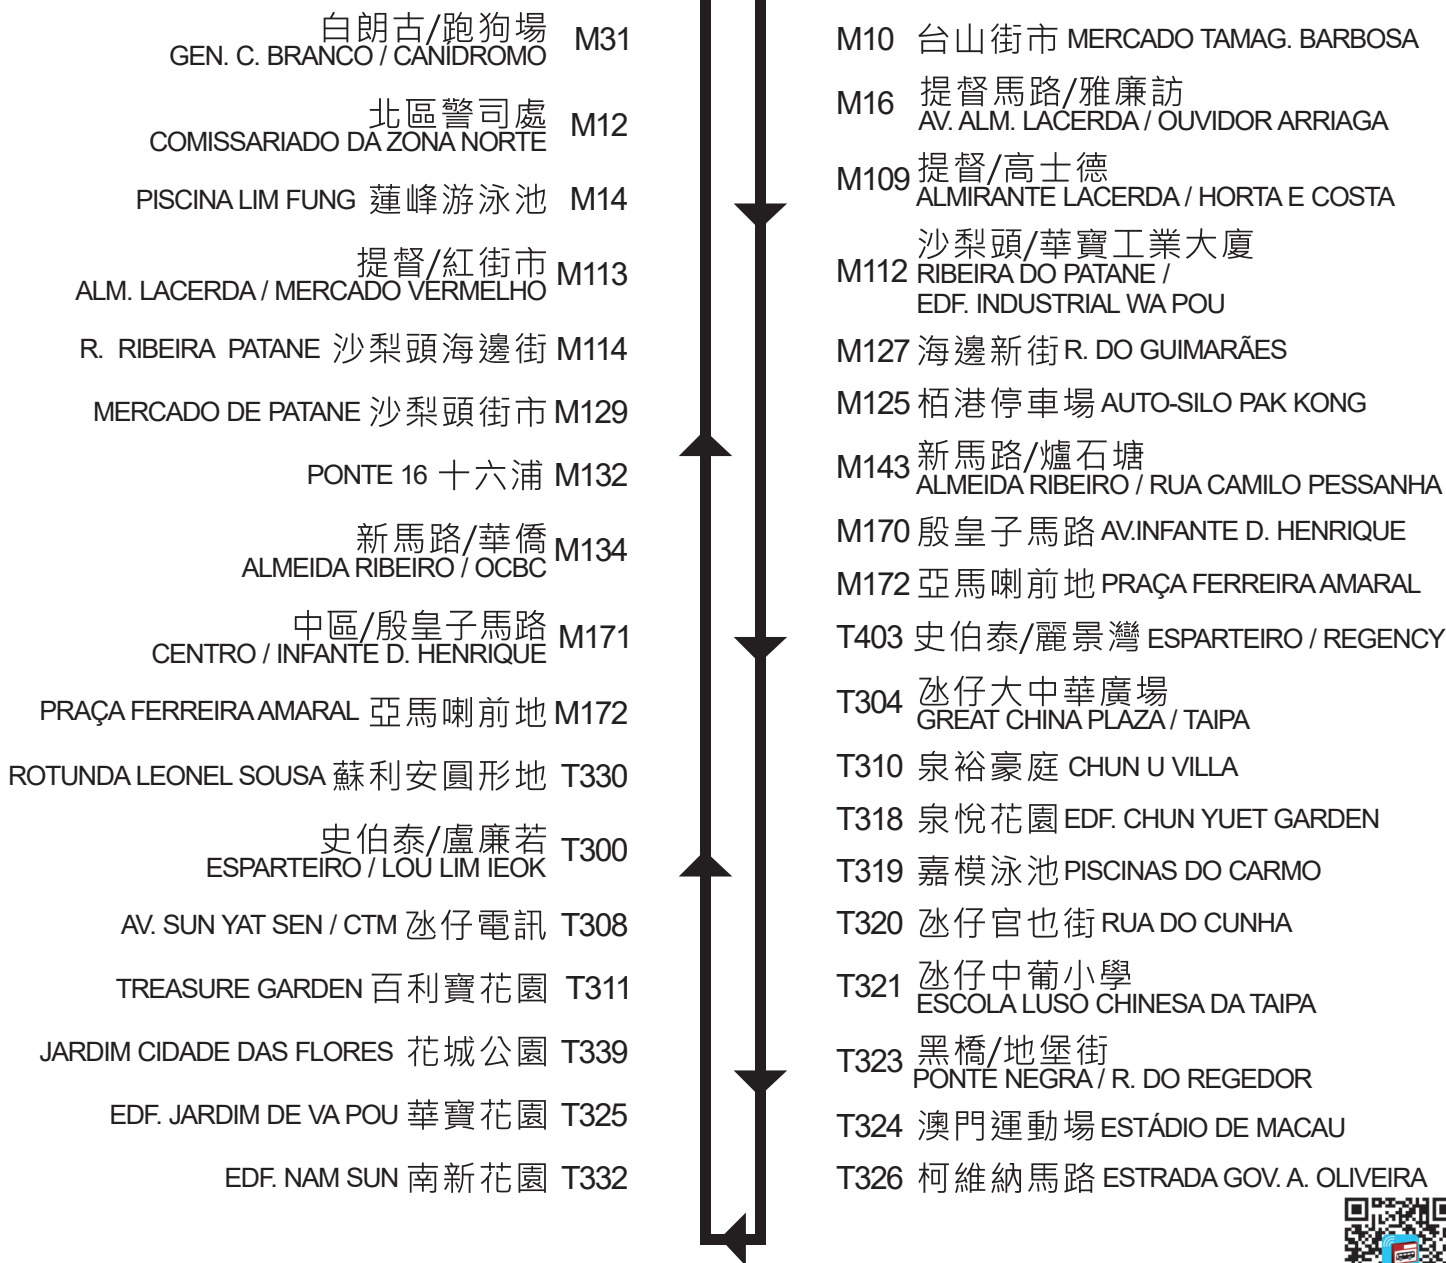 白朗古/跑狗場
GEN. C. BRANCO / CANÍDROMO
M31
北區警司處
COMISSARIADO DA ZONA NORTE
M12
PISCINA LIM FUNG 蓮峰游泳池 M14
提督/紅街市
ALM. LACERDA / MERCADO VERMELHO
M113
R. RIBEIRA PATANE 沙梨頭海邊街 M114
MERCADO DE PATANE 沙梨頭街市 M129
PONTE 16 十六浦 M132
新馬路/華僑
ALMEIDA RIBEIRO / OCBC
M134
中區/殷皇子馬路
CENTRO / INFANTE D. HENRIQUE
M171
PRAÇA FERREIRA AMARAL 亞馬喇前地 M172
ROTUNDA LEONEL SOUSA 蘇利安圓形地 T330
史伯泰/盧廉若
ESPARTEIRO / LOU LIM IEOK
T300
AV. SUN YAT SEN / CTM 氹仔電訊 T308
TREASURE GARDEN 百利寶花園 T311
JARDIM CIDADE DAS FLORES 花城公園 T339
EDF. JARDIM DE VA POU 華寶花園 T325
EDF. NAM SUN 南新花園 T332
M10 台山街市 MERCADO TAMAG. BARBOSA
M16 提督馬路/雅廉訪
AV. ALM. LACERDA / OUVIDOR ARRIAGA
M109 提督/高士德
ALMIRANTE LACERDA / HORTA E COSTA
M112 沙梨頭/華寶工業大廈
RIBEIRA DO PATANE /
EDF. INDUSTRIAL WA POU
M127 海邊新街 R. DO GUIMARÃES
M125 栢港停車場 AUTO-SILO PAK KONG
M143 新馬路/爐石塘
ALMEIDA RIBEIRO / RUA CAMILO PESSANHA
M170 殷皇子馬路 AV.INFANTE D. HENRIQUE
M172 亞馬喇前地 PRAÇA FERREIRA AMARAL
T403 史伯泰/麗景灣 ESPARTEIRO / REGENCY
T304 氹仔大中華廣場
GREAT CHINA PLAZA / TAIPA
T310 泉裕豪庭 CHUN U VILLA
T318 泉悅花園 EDF. CHUN YUET GARDEN
T319 嘉模泳池 PISCINAS DO CARMO
T320 氹仔官也街 RUA DO CUNHA
T321 氹仔中葡小學
ESCOLA LUSO CHINESA DA TAIPA
T323 黑橋/地堡街
PONTE NEGRA / R. DO REGEDOR
T324 澳門運動場 ESTÁDIO DE MACAU
T326 柯維納馬路 ESTRADA GOV. A. OLIVEIRA